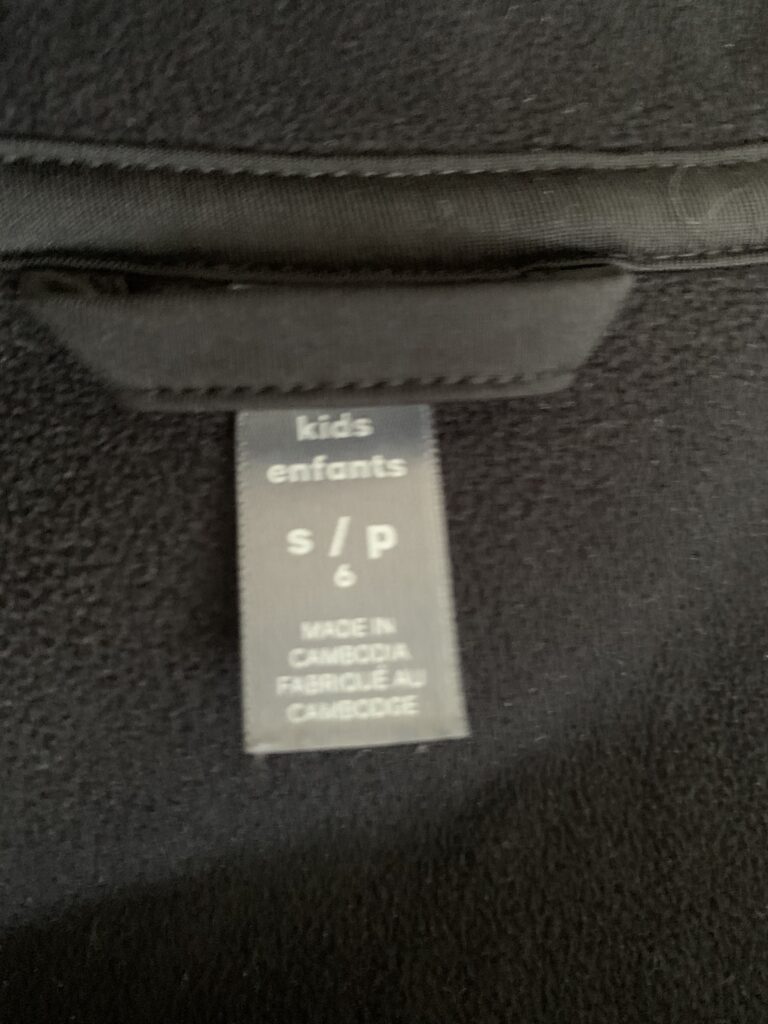 kids
enfants
s / p
6
MADE IN
CAMBODIA
FABRIQUÉ AU
CAMBODGE